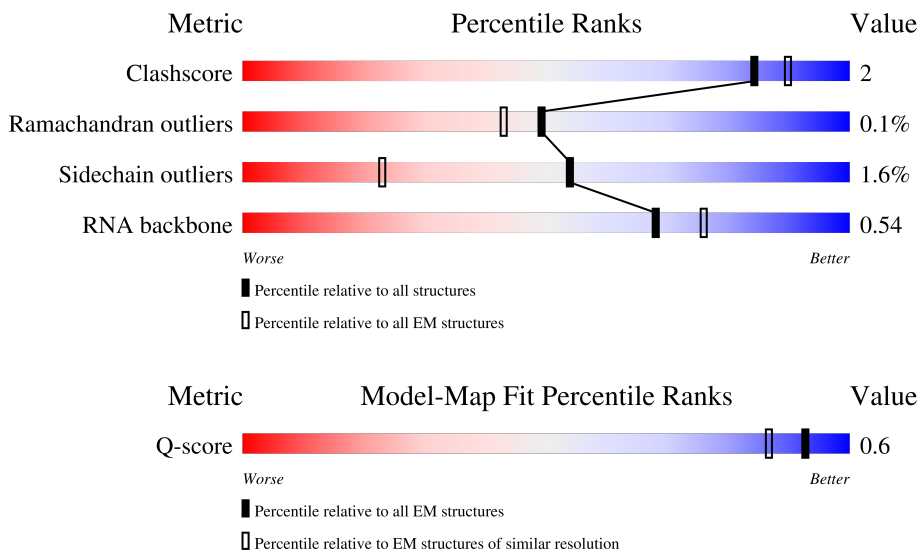 Metric Percentile Ranks Value
Clashscore 2
Ramachandran outliers 0.1%
Sidechain outliers 1.6%
RNA backbone 0.54
Worse Better
Percentile relative to all structures
Percentile relative to all EM structures
Metric Model-Map Fit Percentile Ranks Value
Q-score 0.6
Worse Better
Percentile relative to all EM structures
Percentile relative to EM structures of similar resolution